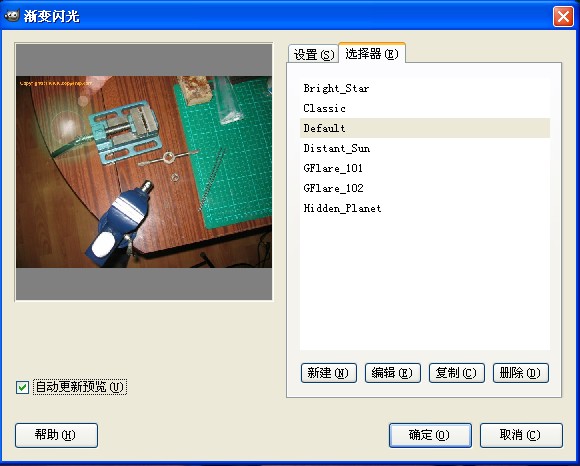 渐变闪光
设置(S)
选择器(E)
Bright_Star
Classic
Default
Distant_Sun
GFlare_101
GFlare_102
Hidden_Planet
新建(N)
编辑(E)
复制(C)
删除(D)
自动更新预览(U)
帮助(H)
确定(O)
取消(C)